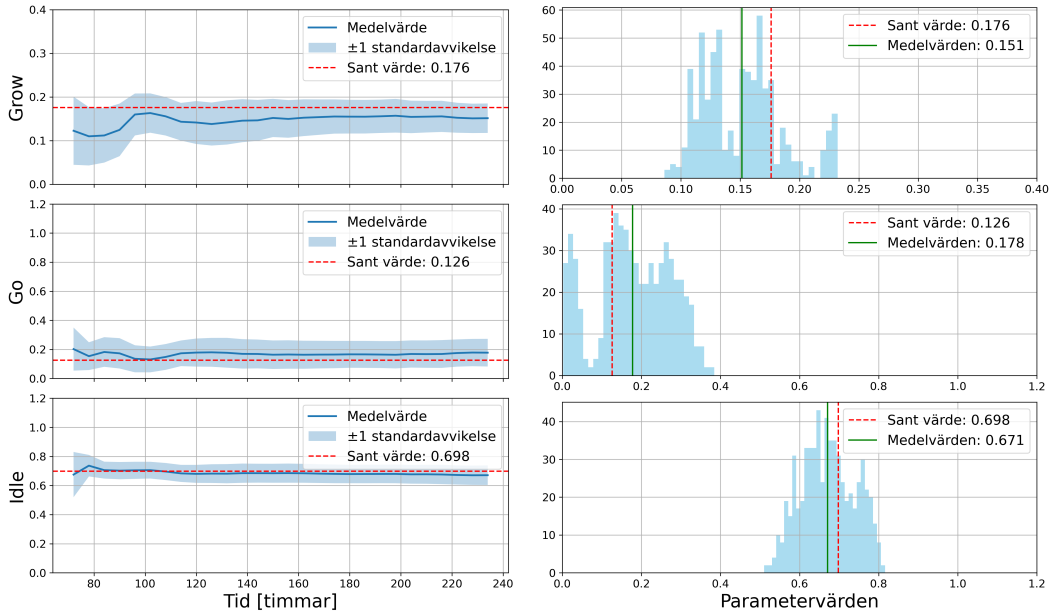 0.4
0.3
0.2
0.1
0.0
Grow
Medelvärde
±1 standardavvikelse
Sant värde: 0.176
60
50
40
30
20
10
0
0.00 0.05 0.10 0.15 0.20 0.25 0.30 0.35 0.40
Sant värde: 0.176
Medelvärden: 0.151
1.2
1.0
0.8
0.6
0.4
0.2
0.0
Go
Medelvärde
±1 standardavvikelse
Sant värde: 0.126
40
30
20
10
0
0.0 0.2 0.4 0.6 0.8 1.0 1.2
Sant värde: 0.126
Medelvärden: 0.178
1.2
1.0
0.8
0.6
0.4
0.2
0.0
Idle
Medelvärde
±1 standardavvikelse
Sant värde: 0.698
80 100 120 140 160 180 200 220 240
Tid [timmar]
40
30
20
10
0
0.0 0.2 0.4 0.6 0.8 1.0 1.2
Sant värde: 0.698
Medelvärden: 0.671
Parametervärden